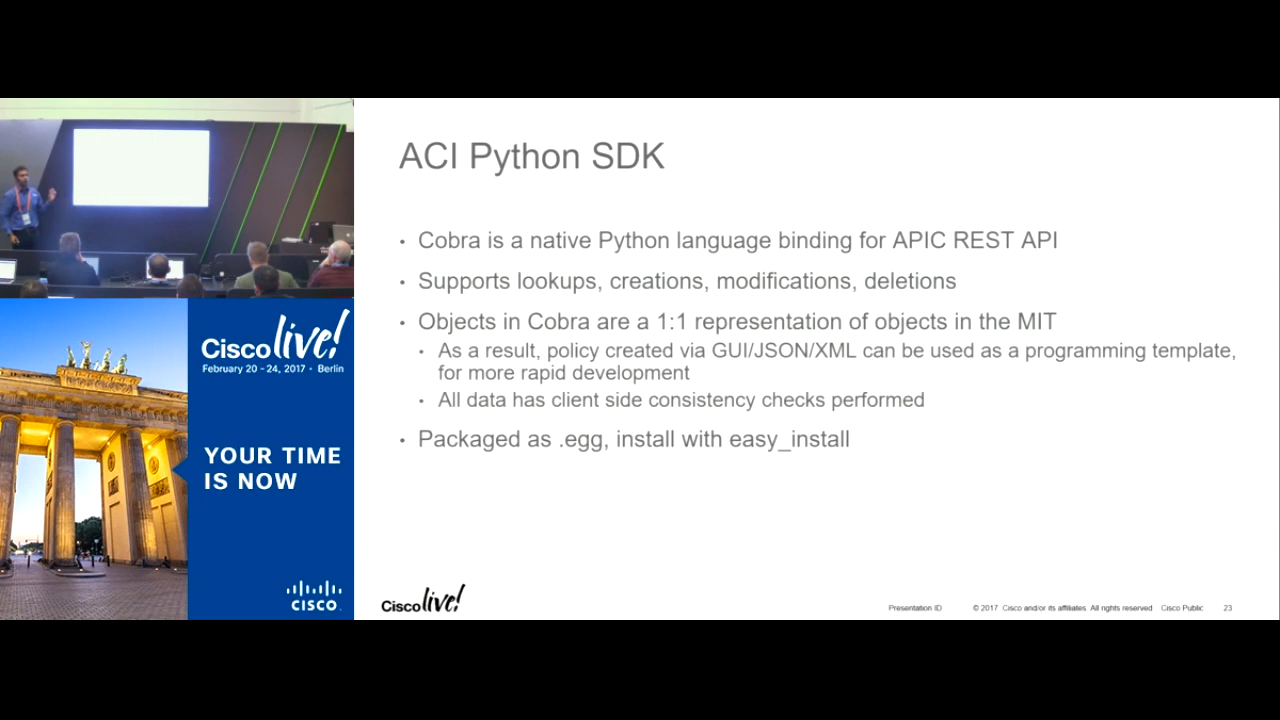 ACI Python SDK
• Cobra is a native Python language binding for APIC REST API
• Supports lookups, creations, modifications, deletions
• Objects in Cobra are a 1:1 representation of objects in the MIT
• As a result, policy created via GUI/JSON/XML can be used as a programming template,
for more rapid development
• All data has client side consistency checks performed
• Packaged as .egg, install with easy_install
Cisco live!
February 20 - 24, 2017 • Berlin
YOUR TIME
IS NOW
CISCO
Cisco live!
Presentation ID © 2017 Cisco and/or its affiliates All rights reserved Cisco Public 23